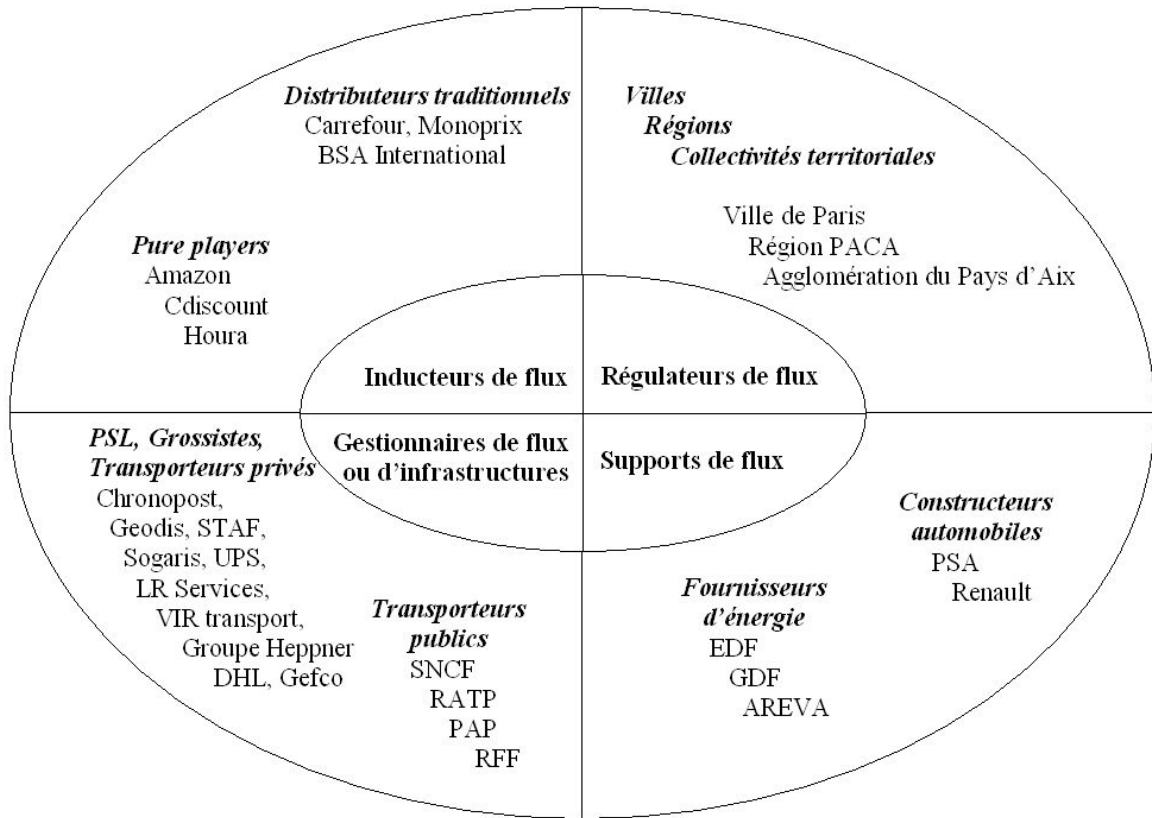 Distributeurs traditionnels
Carrefour, Monoprix
BSA International
Pure players
Amazon
Cdiscount
Houra
Inducteurs de flux
Villes
Régions
Collectivités territoriales
Ville de Paris
Région PACA
Agglomération du Pays d’Aix
Régulateurs de flux
PSL, Grossistes,
Transporteurs privés
Chronopost,
Geodis, STAF,
Sogaris, UPS,
LR Services,
VIR transport,
Groupe Heppner
DHL, Gefco
Gestionnaires de flux
ou d’infrastructures
Transporteurs
publics
SNCF
RATP
PAP
RFF
Supports de flux
Fournisseurs
d’énergie
EDF
GDF
AREVA
Constructeurs
automobiles
PSA
Renault